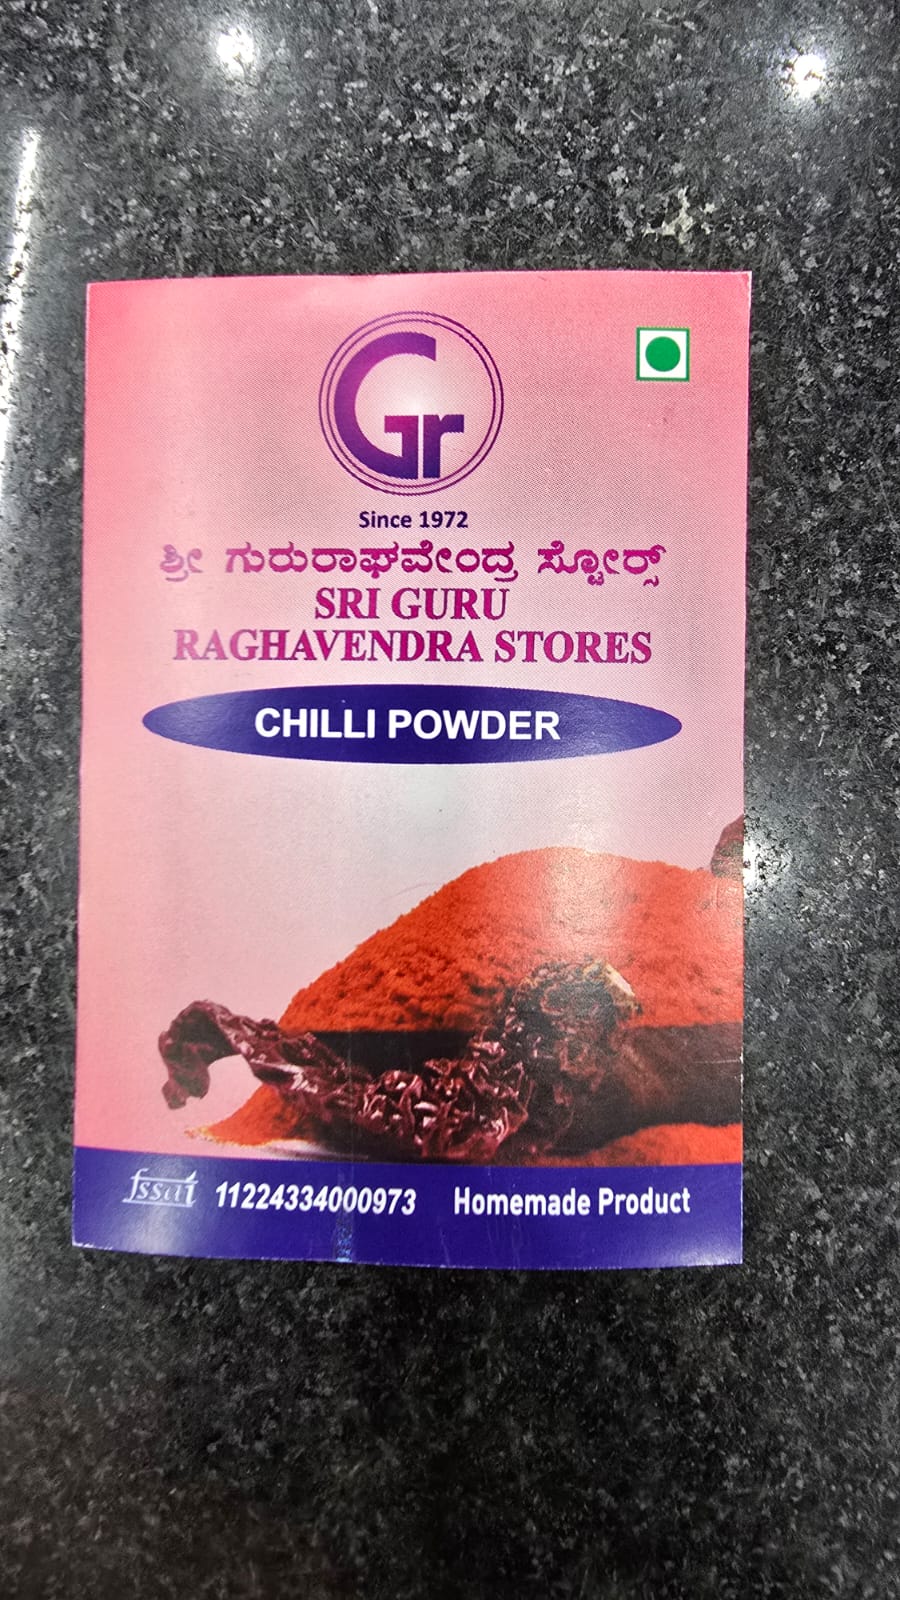 Gr
Since 1972
ಶ್ರೀ ಗುರುರಾಘವೇಂದ್ರ ಸ್ಟೋರ್ಸ್
SRI GURU
RAGHAVENDRA STORES
CHILLI POWDER
fssai 11224334000973 Homemade Product